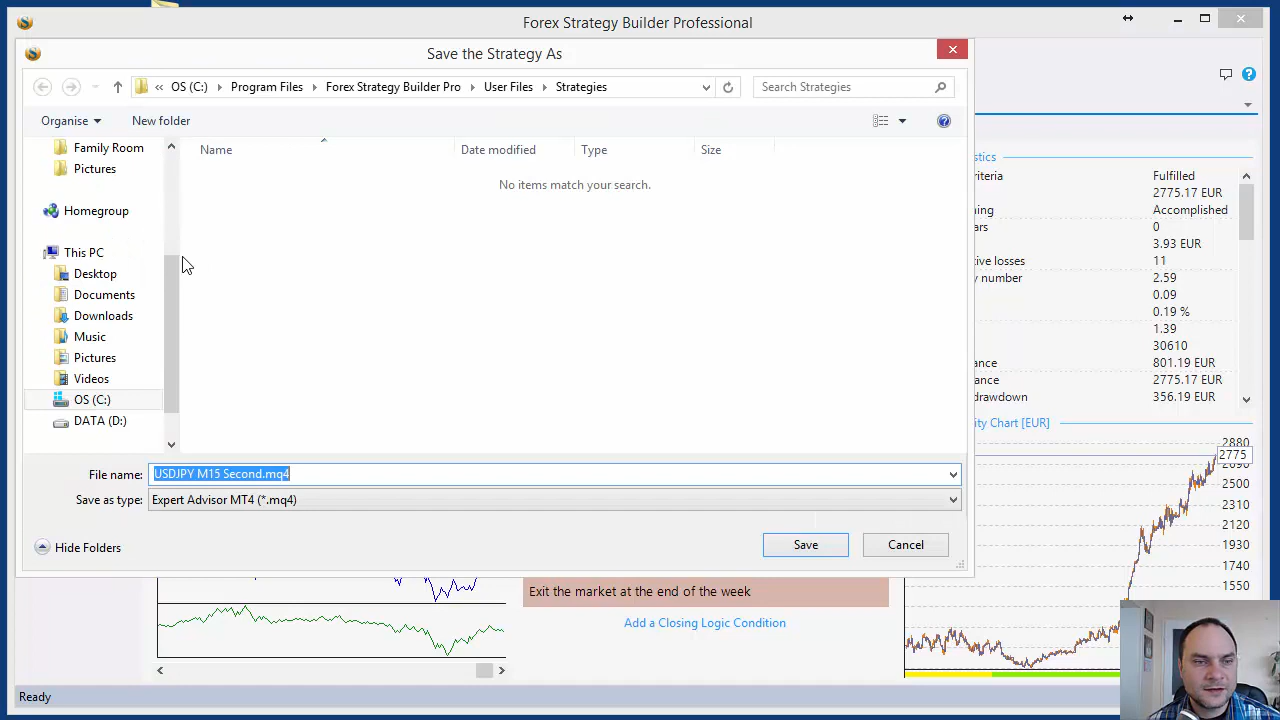 Forex Strategy Builder Professional
Save the Strategy As
« OS (C:) Program Files Forex Strategy Builder Pro User Files Strategies
Search Strategies
Organise New folder
Name Date modified Type Size
No items match your search.
Family Room
Pictures
Homegroup
This PC
Desktop
Documents
Downloads
Music
Pictures
Videos
OS (C:)
DATA (D:)
File name: USDJPY M15 Second.mq4
Save as type: Expert Advisor MT4 (*.mq4)
Hide Folders
Save Cancel
stics
riteria Fulfilled
2775.17 EUR
ning Accomplished
ars 0
3.93 EUR
tive losses 11
y number 2.59
0.09
0.19 %
1.39
30610
ance 801.19 EUR
ance 2775.17 EUR
drawdown 356.19 EUR
ity Chart [EUR]
2880
2775
2690
2500
2310
2120
1930
1740
1550
Exit the market at the end of the week
Add a Closing Logic Condition
Ready